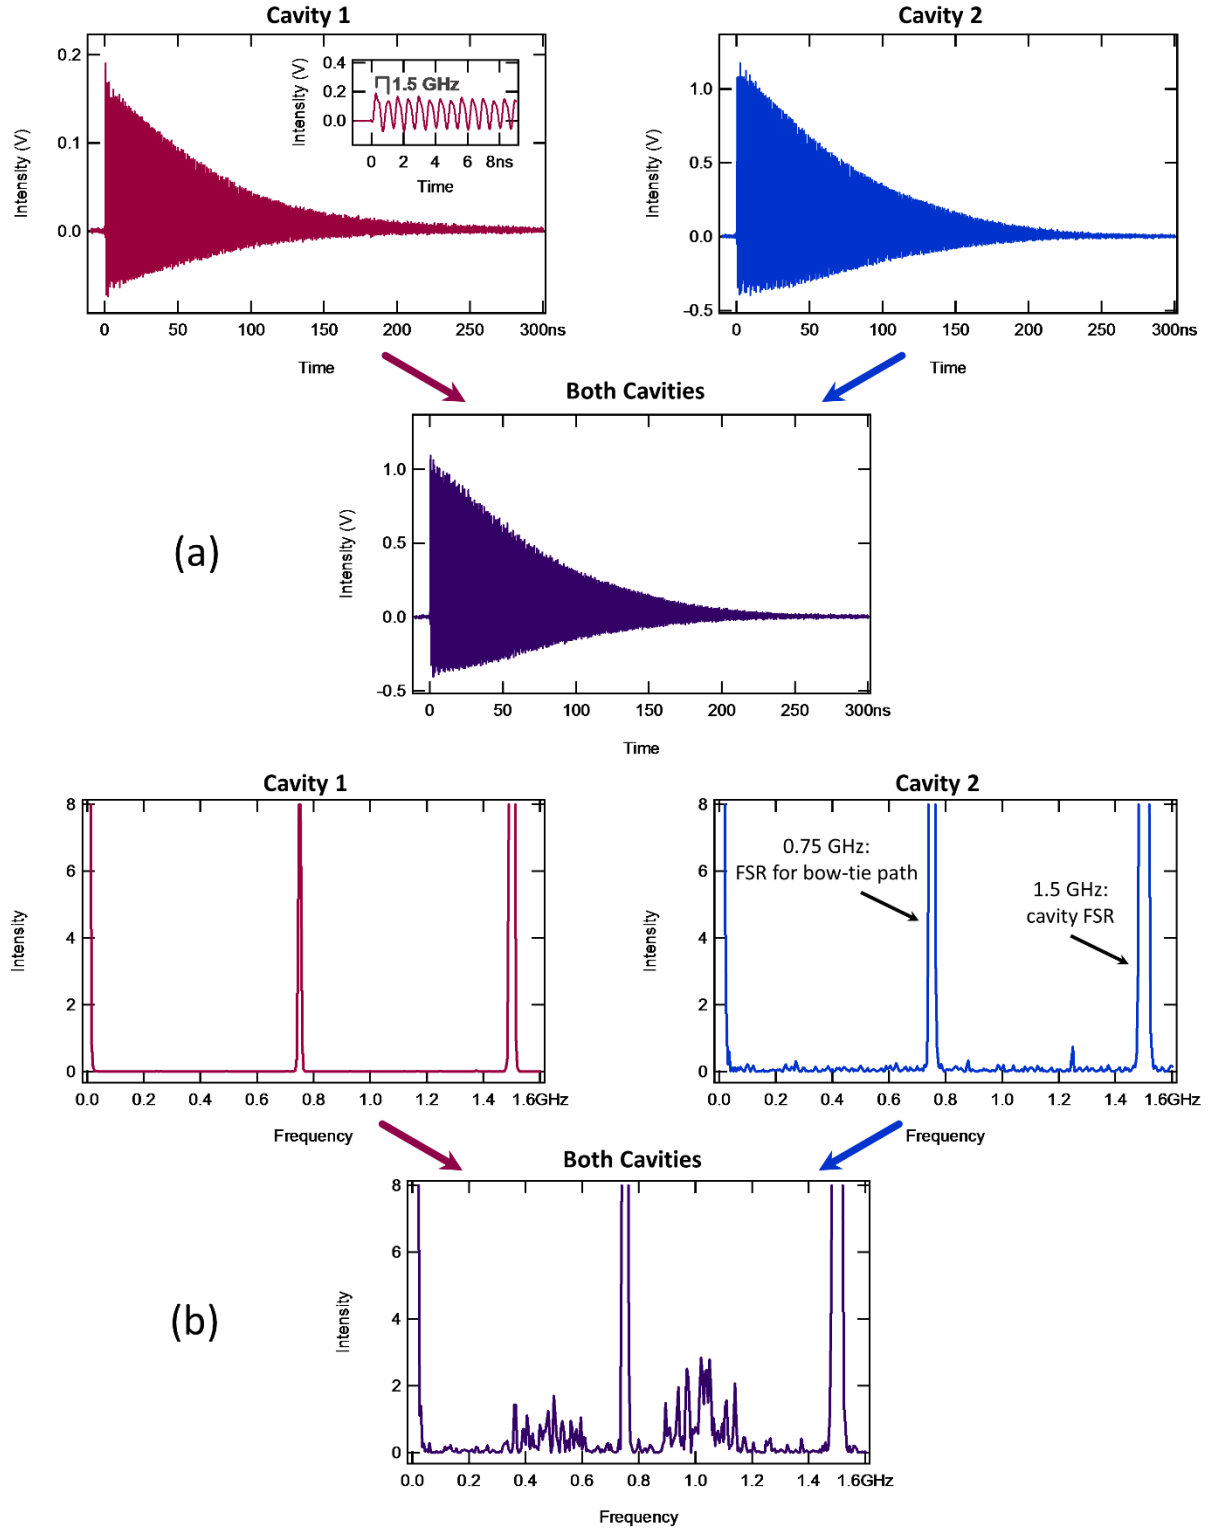 Cavity 1
Cavity 2
0.2
0.1
0.0
Intensity (V)
0.4
0.2
0.0
Intensity (V)
1.5 GHz
0 2 4 6 8ns
Time
0 50 100 150 200 250 300ns
Time
1.0
0.5
0.0
-0.5
Intensity (V)
0 50 100 150 200 250 300ns
Time
Both Cavities
(a)
1.0
0.5
0.0
-0.5
Intensity (V)
0 50 100 150 200 250 300ns
Time
Cavity 1
Cavity 2
8
6
4
2
0
Intensity
0.0 0.2 0.4 0.6 0.8 1.0 1.2 1.4 1.6GHz
Frequency
8
6
4
2
0
Intensity
0.75 GHz:
FSR for bow-tie path
1.5 GHz:
cavity FSR
0.0 0.2 0.4 0.6 0.8 1.0 1.2 1.4 1.6GHz
Frequency
Both Cavities
(b)
8
6
4
2
0
Intensity
0.0 0.2 0.4 0.6 0.8 1.0 1.2 1.4 1.6GHz
Frequency